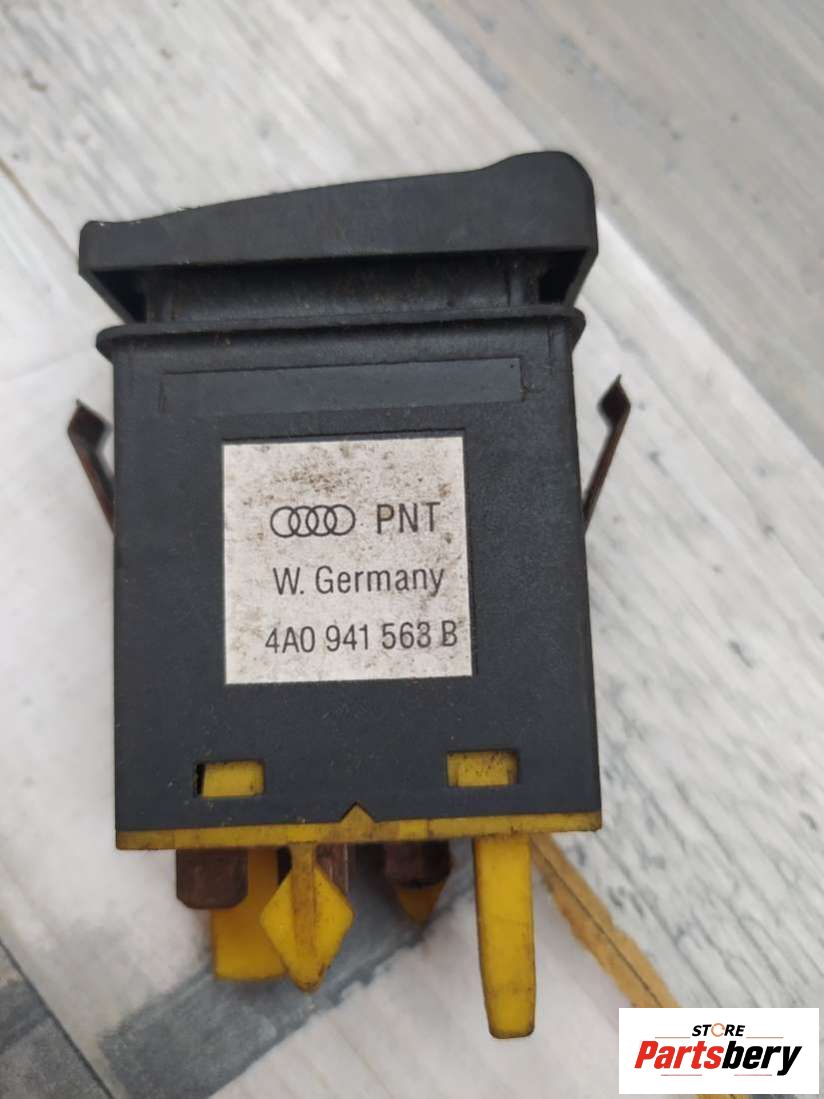 PNT
W. Germany
4A0 941 563 B
STORE
Partsbery